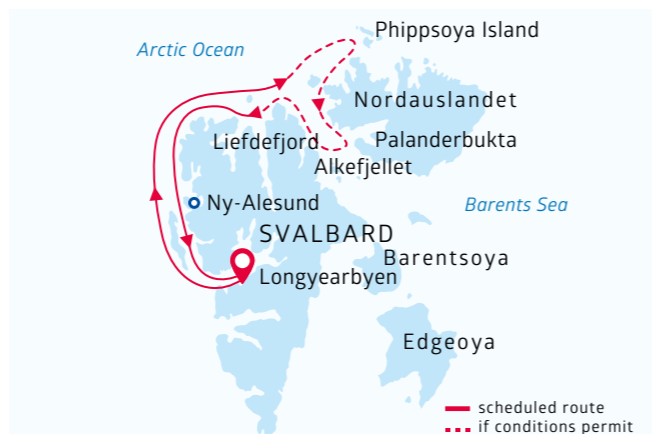 Phippsoya Island
Arctic Ocean
Nordauslandet
Liefdefjord
Palanderbukta
Alkefjellet
Ny-Alesund
Barents Sea
SVALBARD
Barentsoya
Longyearbyen
Edgeoya
scheduled route
if conditions permit